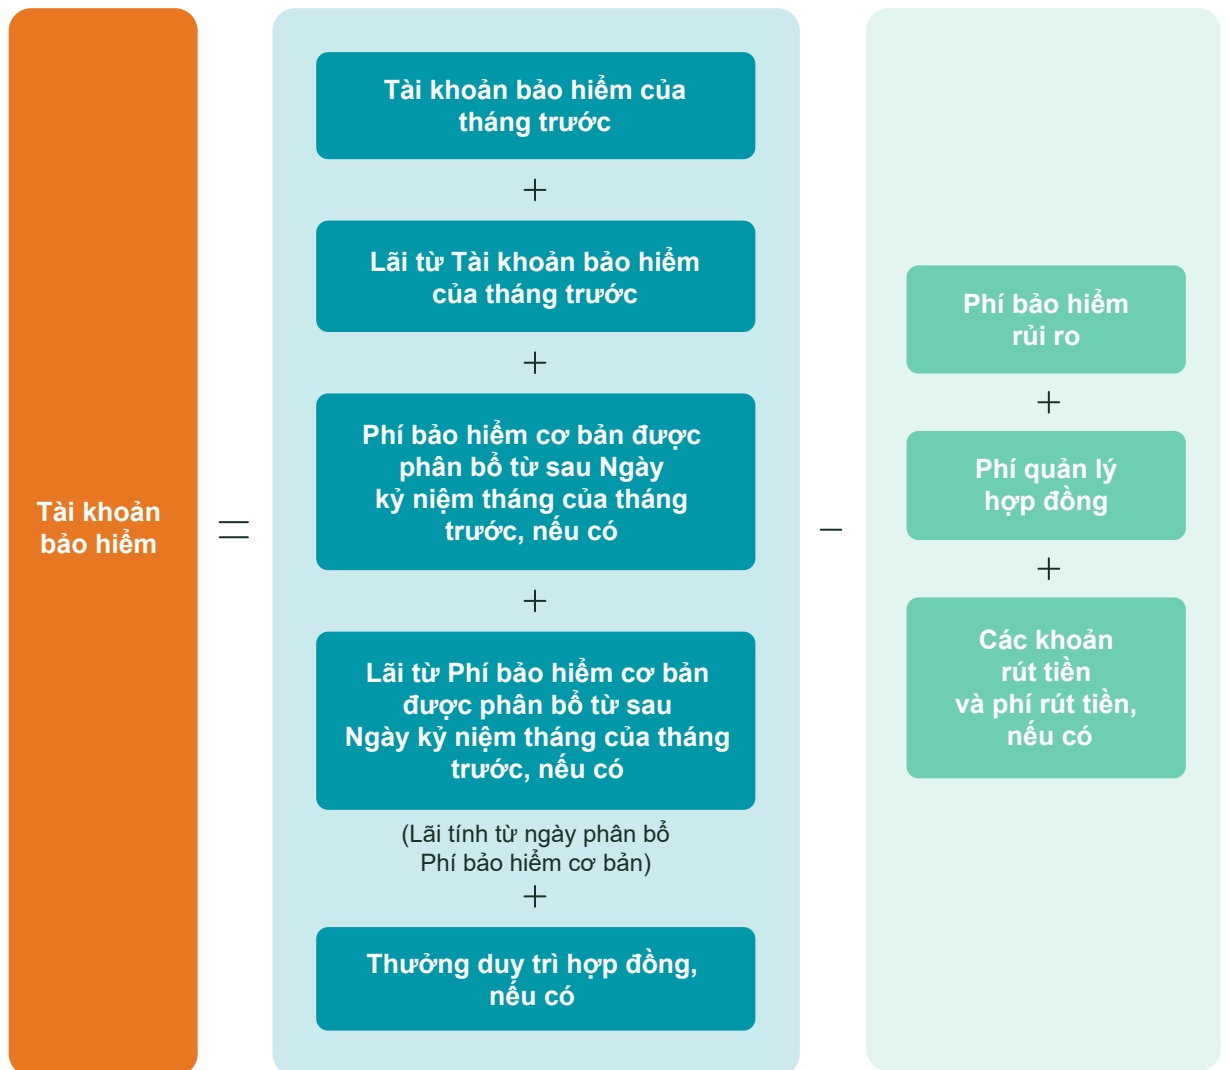 Tài khoản
bảo hiểm
=
Tài khoản bảo hiểm của
tháng trước
+
Lãi từ Tài khoản bảo hiểm
của tháng trước
+
Phí bảo hiểm cơ bản được
phân bổ từ sau Ngày
kỷ niệm tháng của tháng
trước, nếu có
+
Lãi từ Phí bảo hiểm cơ bản
được phân bổ từ sau
Ngày kỷ niệm tháng của tháng
trước, nếu có
(Lãi tính từ ngày phân bổ
Phí bảo hiểm cơ bản)
+
Thưởng duy trì hợp đồng,
nếu có
–
Phí bảo hiểm
rủi ro
+
Phí quản lý
hợp đồng
+
Các khoản
rút tiền
và phí rút tiền,
nếu có